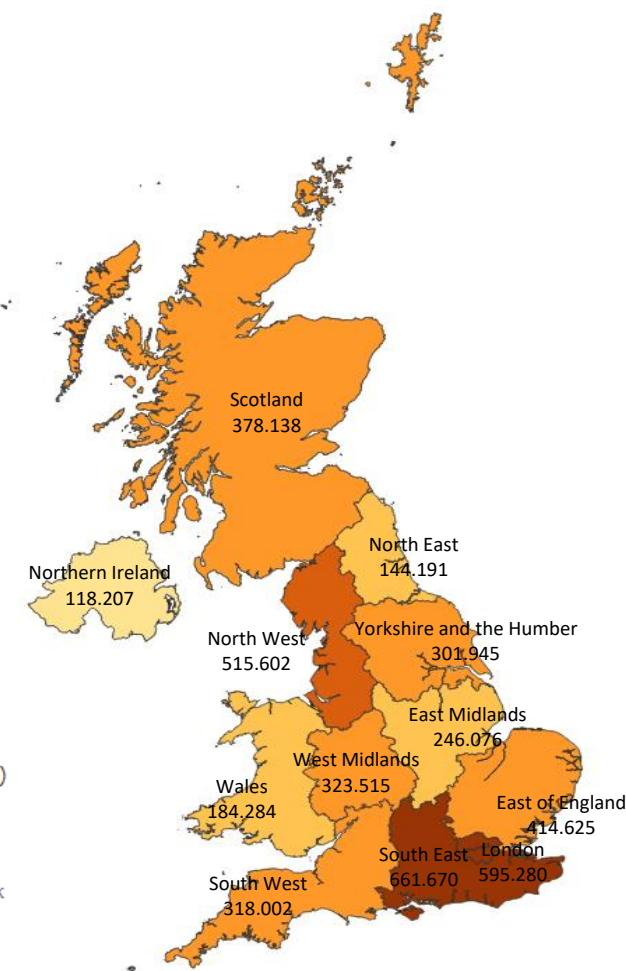 Scotland
378.138
North East
144.191
Northern Ireland
118.207
North West
515.602
Yorkshire and the Humber
301.945
East Midlands
246.076
West Midlands
323.515
Wales
184.284
East of England
414.625
South East
661.670
London
595.280
South West
318.002
)
k